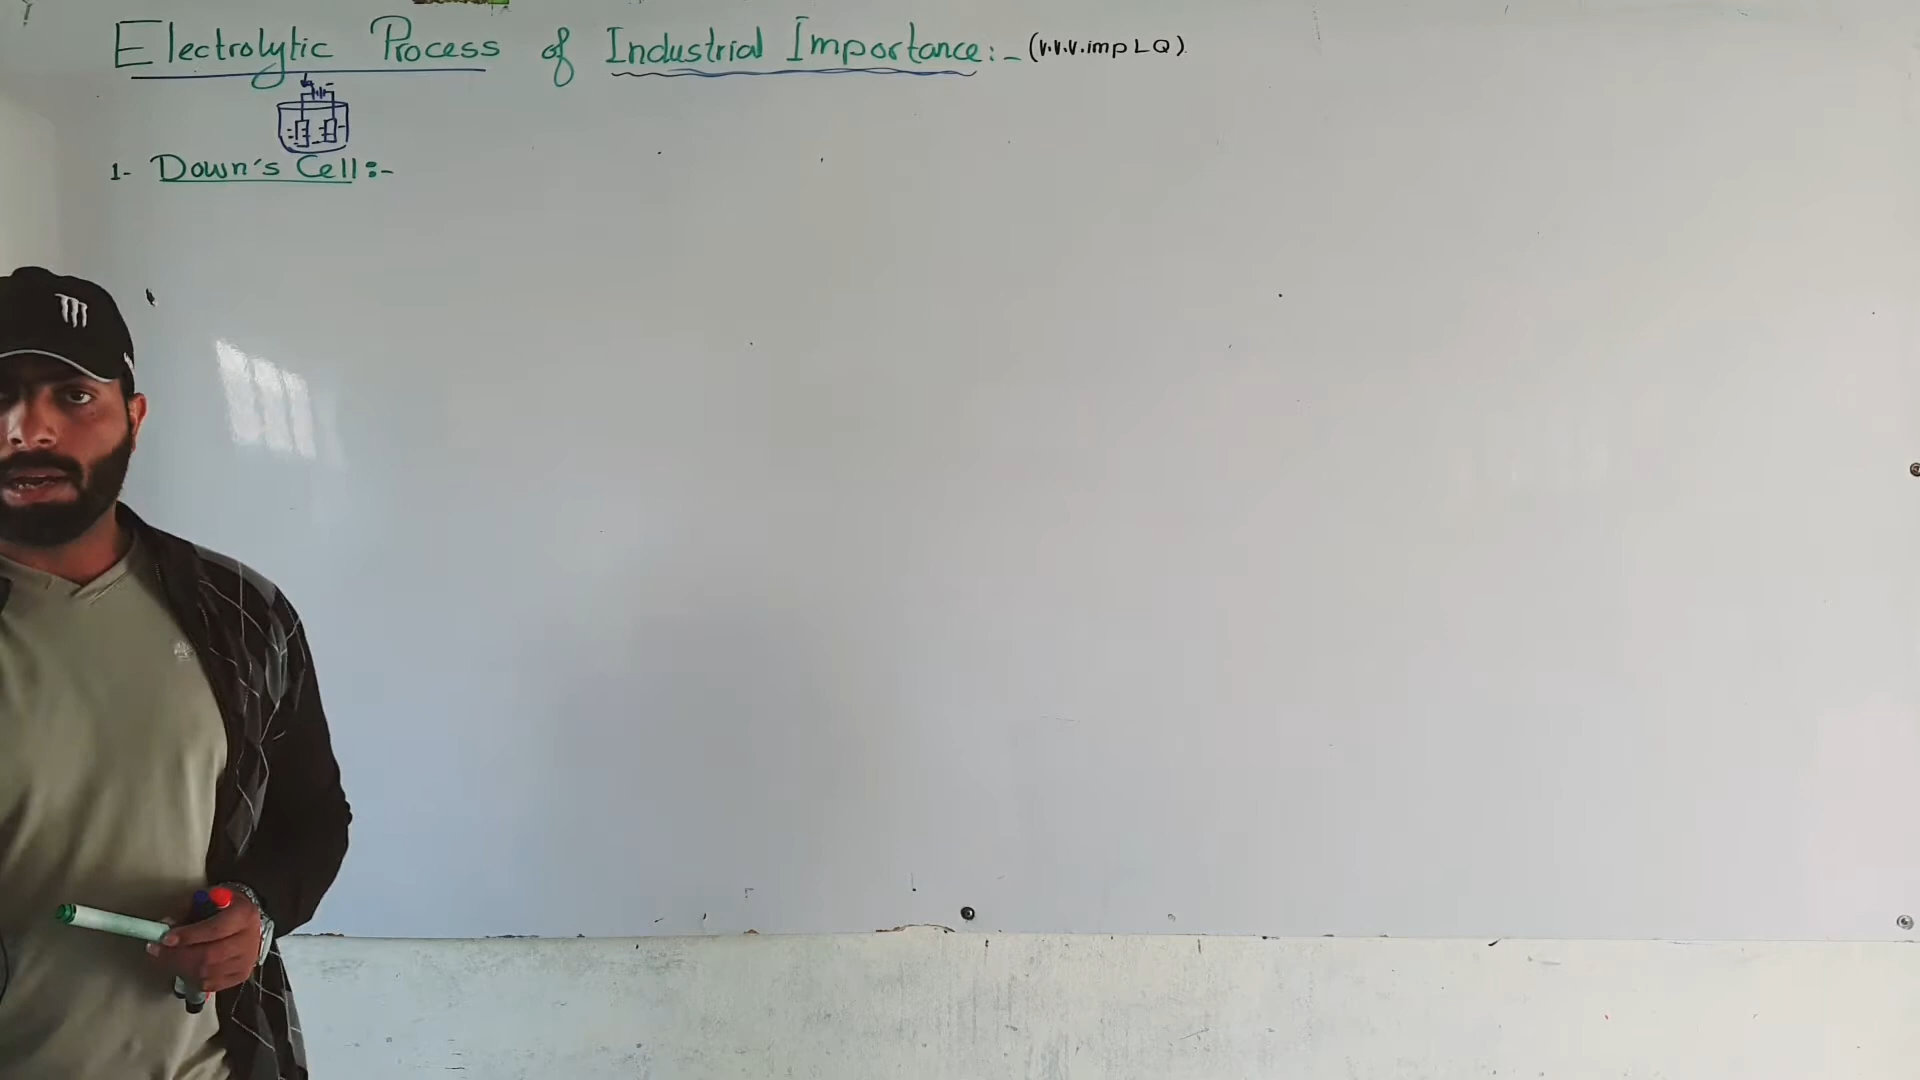 Electrolytic Process of Industrial Importance:- (v.v.v.imp LQ)
1- Down's Cell:-